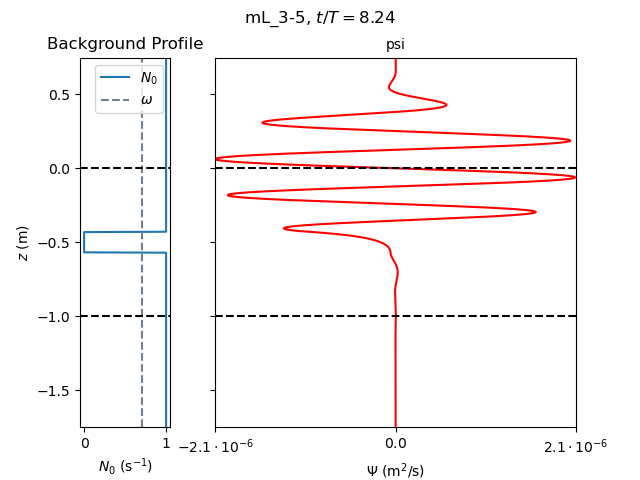 mL_3-5, t/T = 8.24
Background Profile
psi
N₀
ω
0.5
0.0
−0.5
−1.0
−1.5
z (m)
0
1
N₀ (s⁻¹)
−2.1 · 10⁻⁶
0.0
2.1 · 10⁻⁶
Ψ (m²/s)